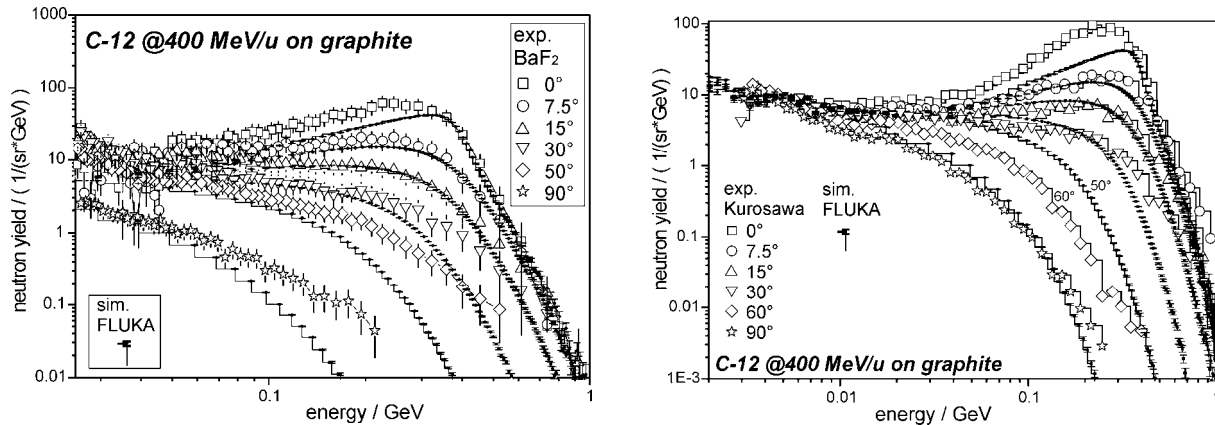 C-12 @400 MeV/u on graphite
exp.
BaF2
0°
7.5°
15°
30°
50°
90°
sim.
FLUKA
neutron yield / ( 1/(sr*GeV) )
1000
100
10
1
0.1
0.01
0.1
1
energy / GeV
100
10
1
0.1
0.01
1E-3
neutron yield / ( 1/(sr*GeV) )
exp.
Kurosawa
0°
7.5°
15°
30°
60°
90°
sim.
FLUKA
60°
50°
C-12 @400 MeV/u on graphite
0.01
0.1
1
energy / GeV